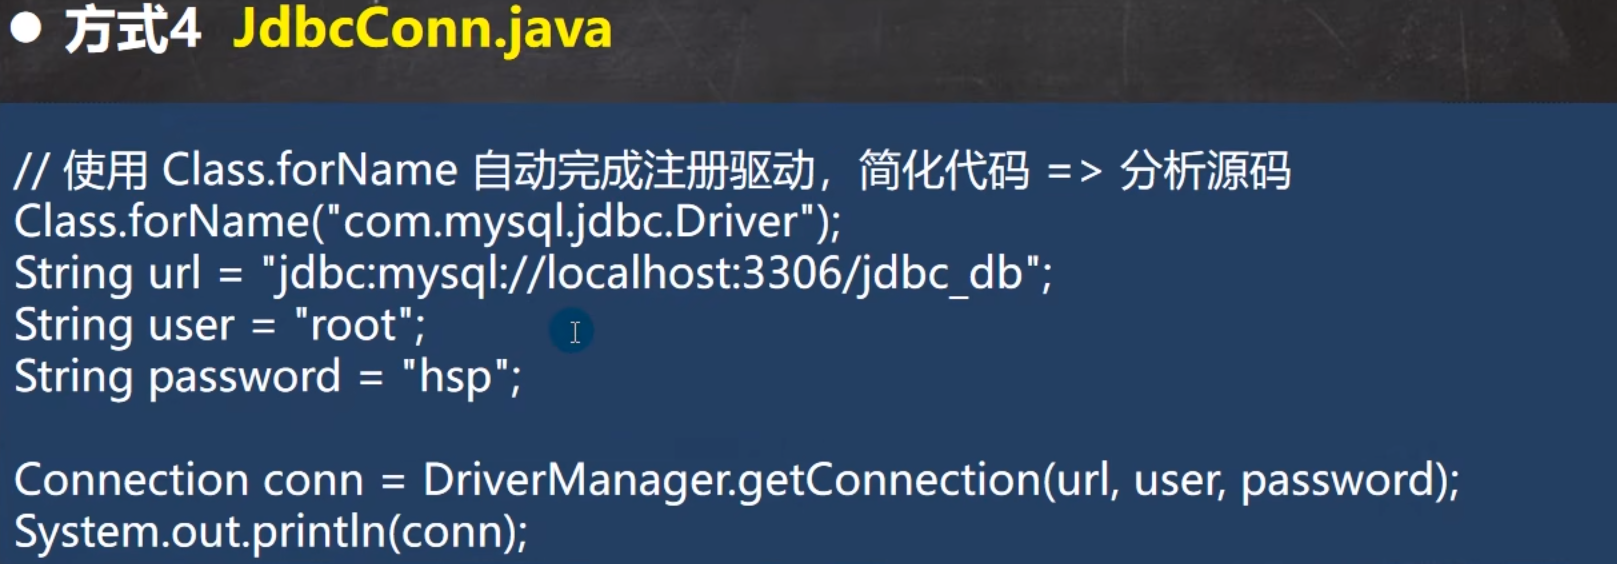 ● 方式4 JdbcConn.java
// 使用 Class.forName 自动完成注册驱动，简化代码 => 分析源码
Class.forName("com.mysql.jdbc.Driver");
String url = "jdbc:mysql://localhost:3306/jdbc_db";
String user = "root";
String password = "hsp";
Connection conn = DriverManager.getConnection(url, user, password);
System.out.println(conn);